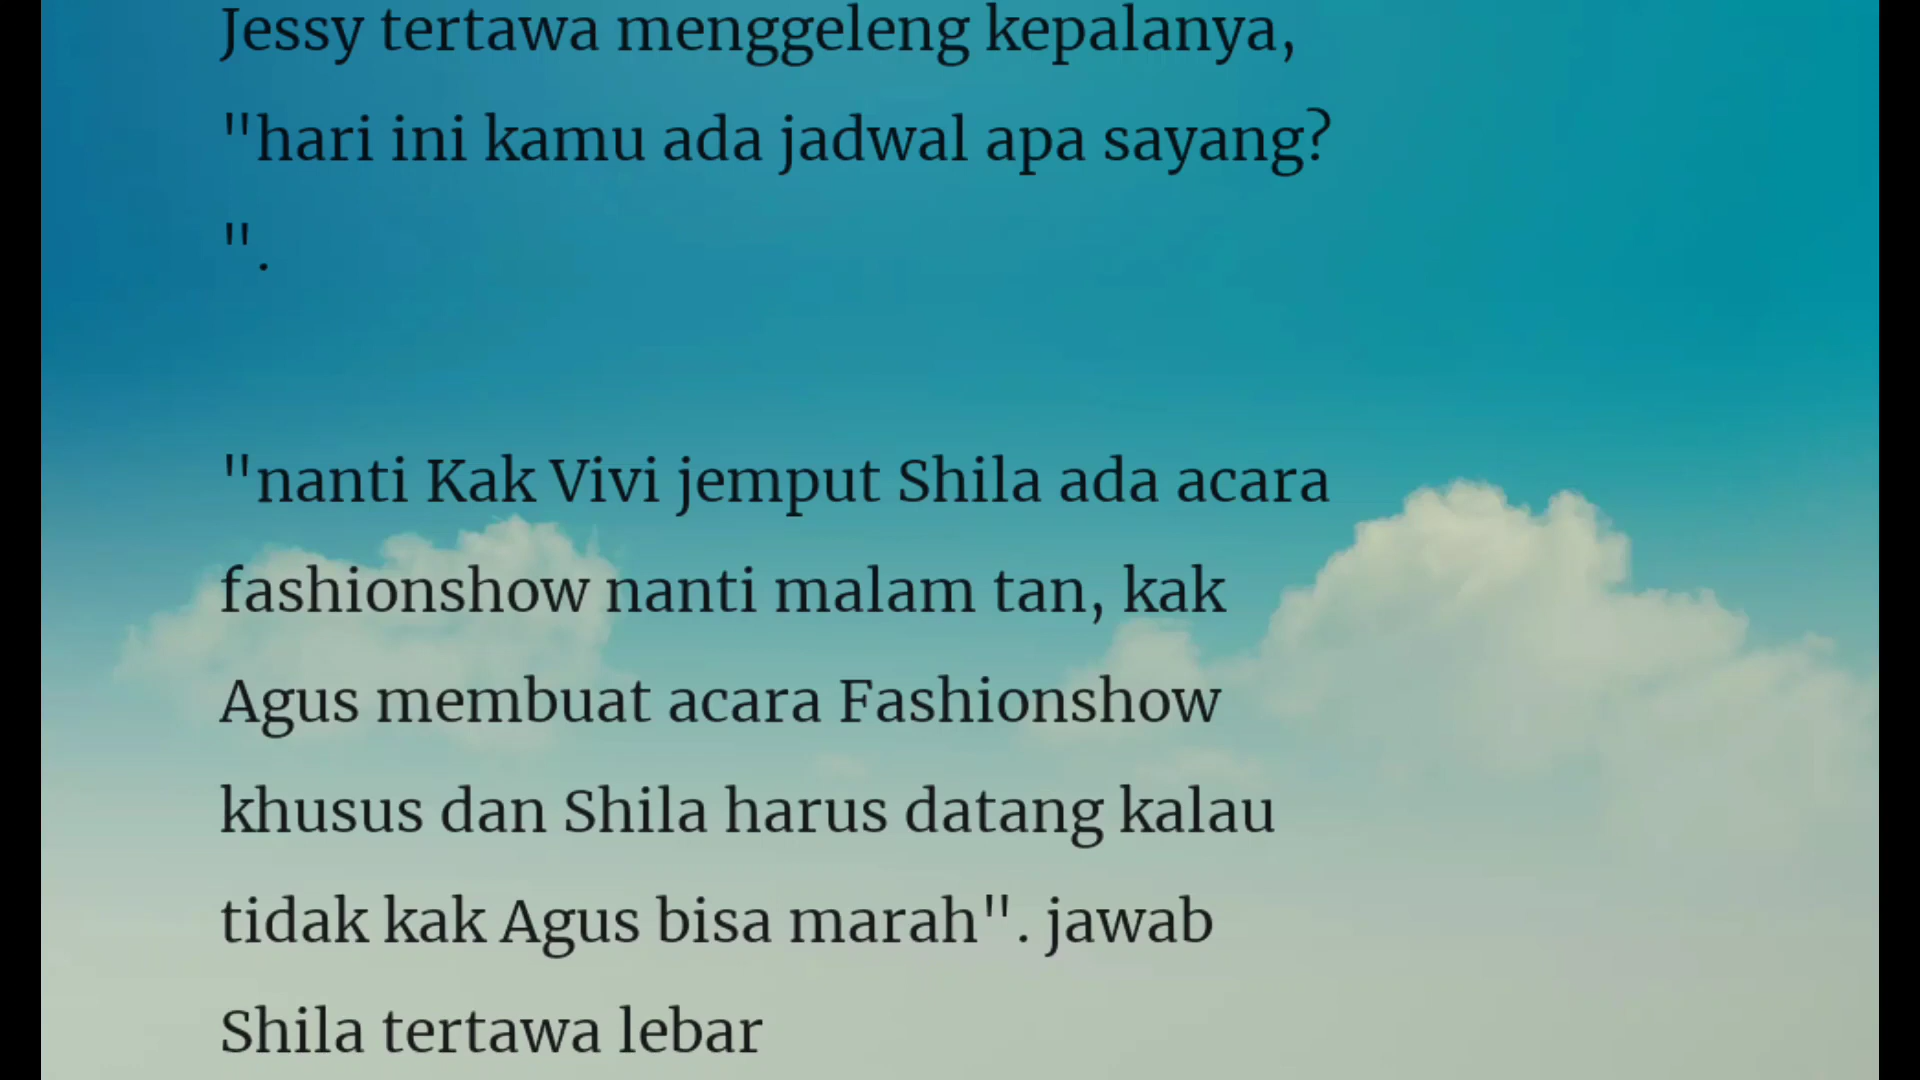 Jessy tertawa menggeleng kepalanya,
"hari ini kamu ada jadwal apa sayang?
".
"nanti Kak Vivi jemput Shila ada acara
fashionshow nanti malam tan, kak
Agus membuat acara Fashionshow
khusus dan Shila harus datang kalau
tidak kak Agus bisa marah". jawab
Shila tertawa lebar